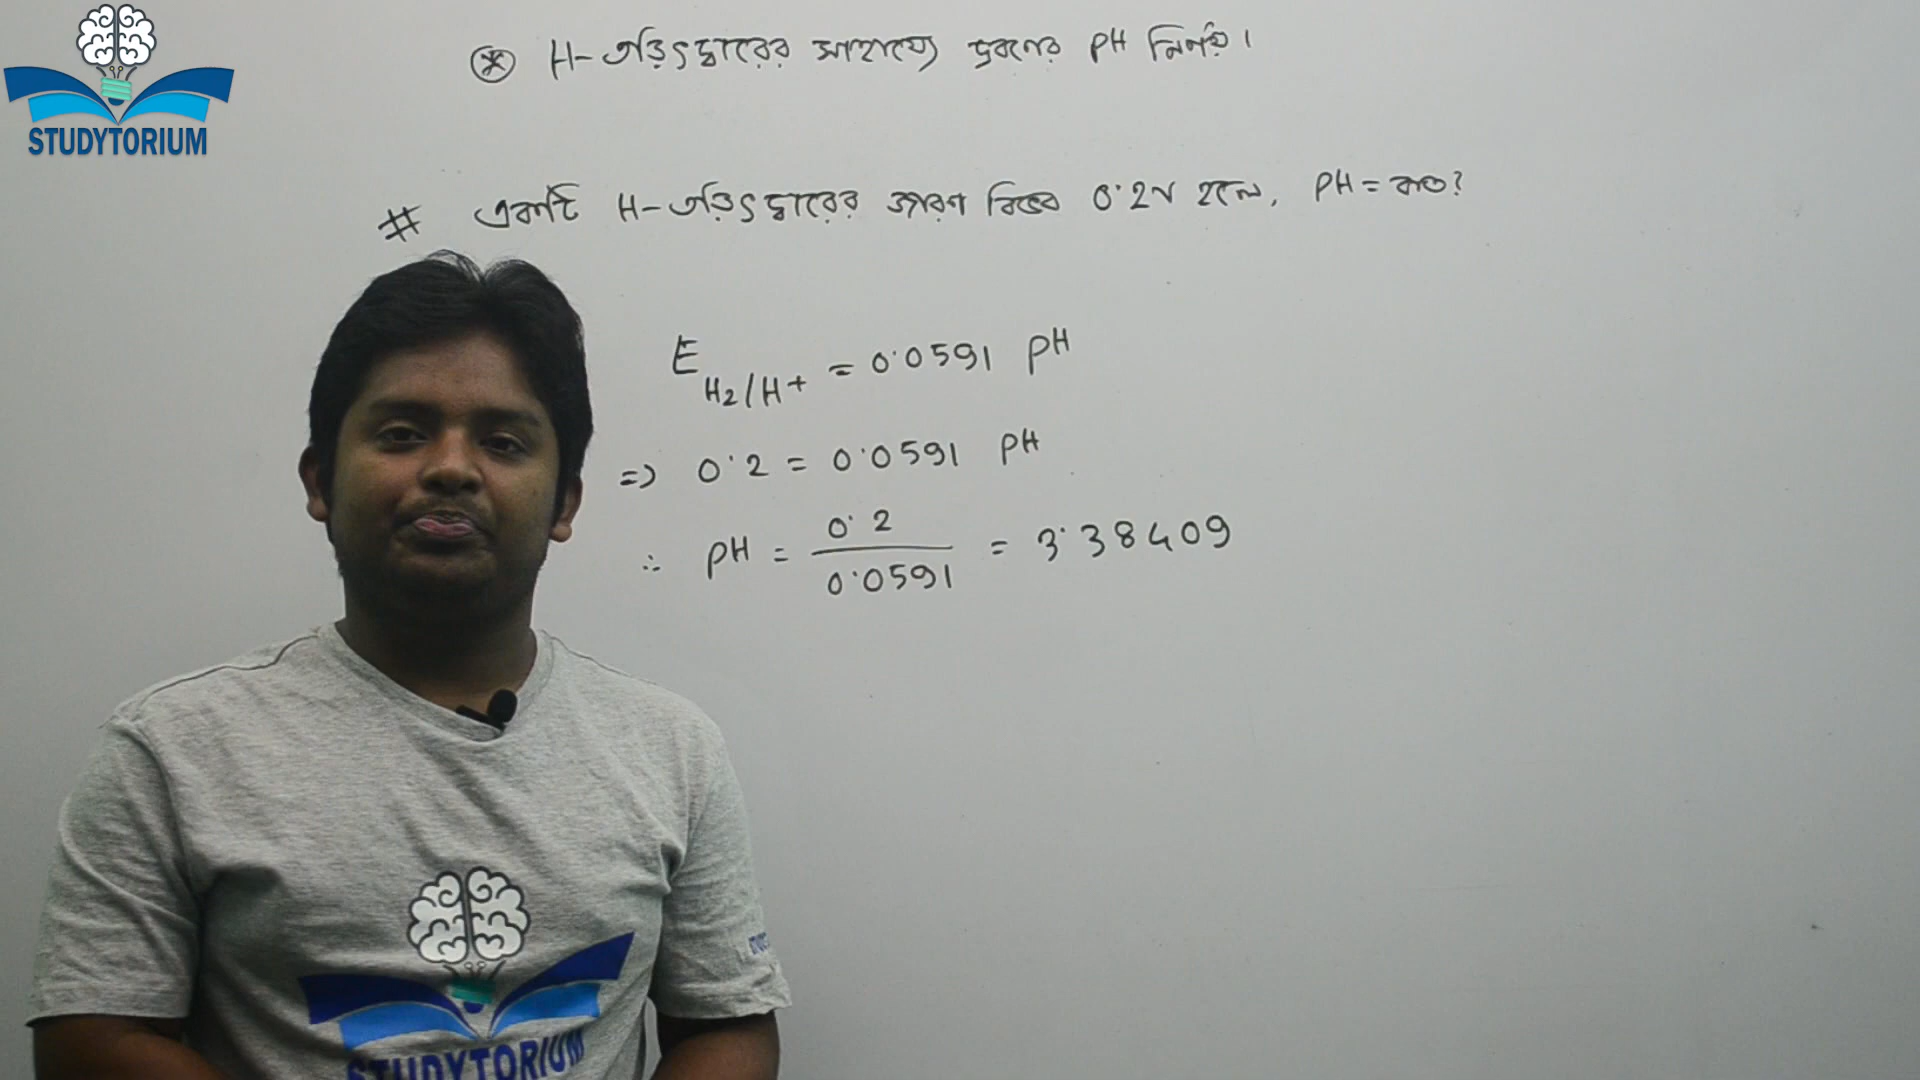 STUDYTORIUM
* H-তড়িৎদ্বারের সাহায্যে দ্রবণের pH নির্ণয়।
# একটি H-তড়িৎদ্বারের জারণ বিভব 0.2V হলে, pH = কত?
E H2/H+ = 0.0591 pH
=> 0.2 = 0.0591 pH
∴ pH = 0.2 / 0.0591 = 3.38409
STUDYTORIUM